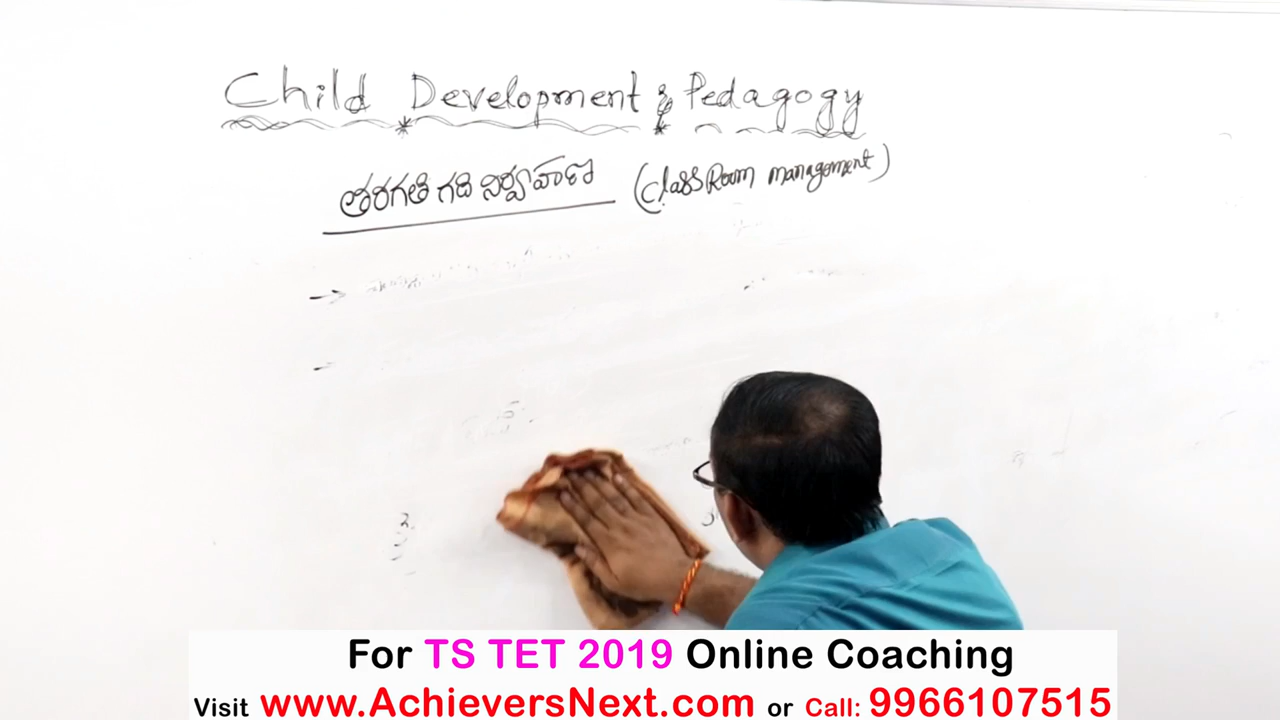 Child Development & Pedagogy
తరగతి గది నిర్వహణ (Class Room management)
For TS TET 2019 Online Coaching
Visit www.AchieversNext.com or Call: 9966107515